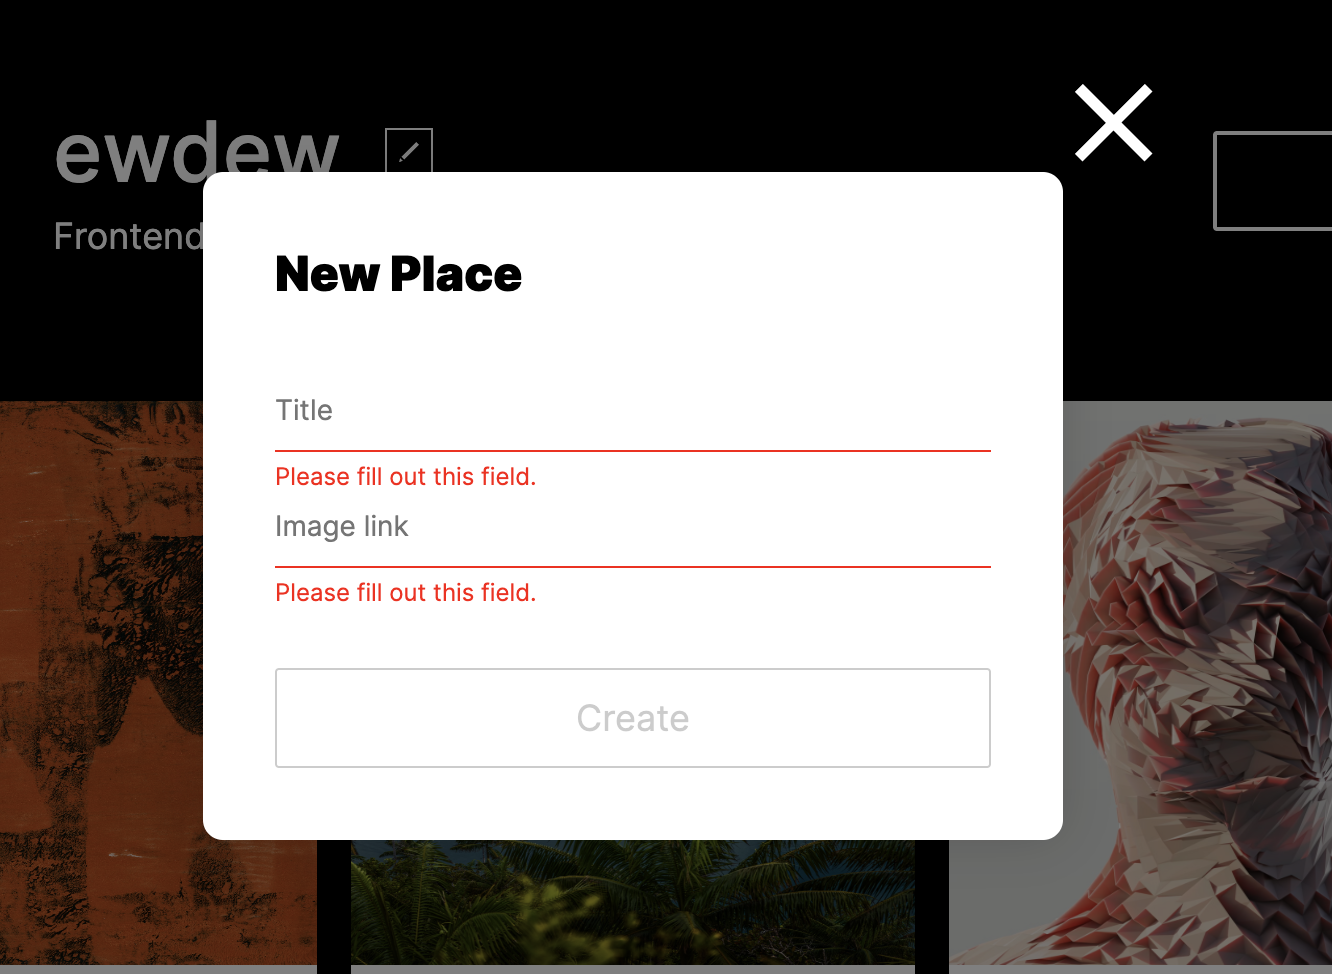 ewdew
Frontend
New Place
Title
Please fill out this field.
Image link
Please fill out this field.
Create